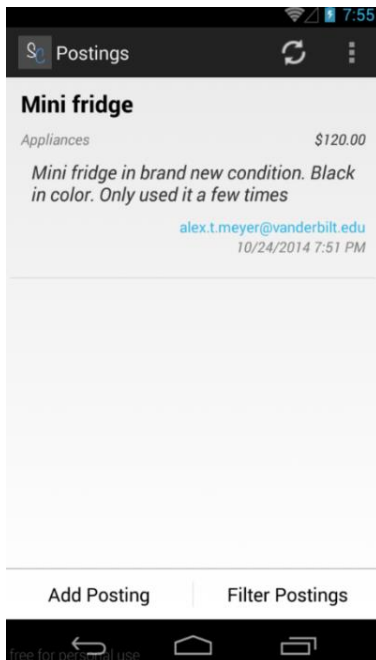 7:55
SC Postings
Mini fridge
Appliances $120.00
Mini fridge in brand new condition. Black
in color. Only used it a few times
alex.t.meyer@vanderbilt.edu
10/24/2014 7:51 PM
Add Posting Filter Postings
free for personal use